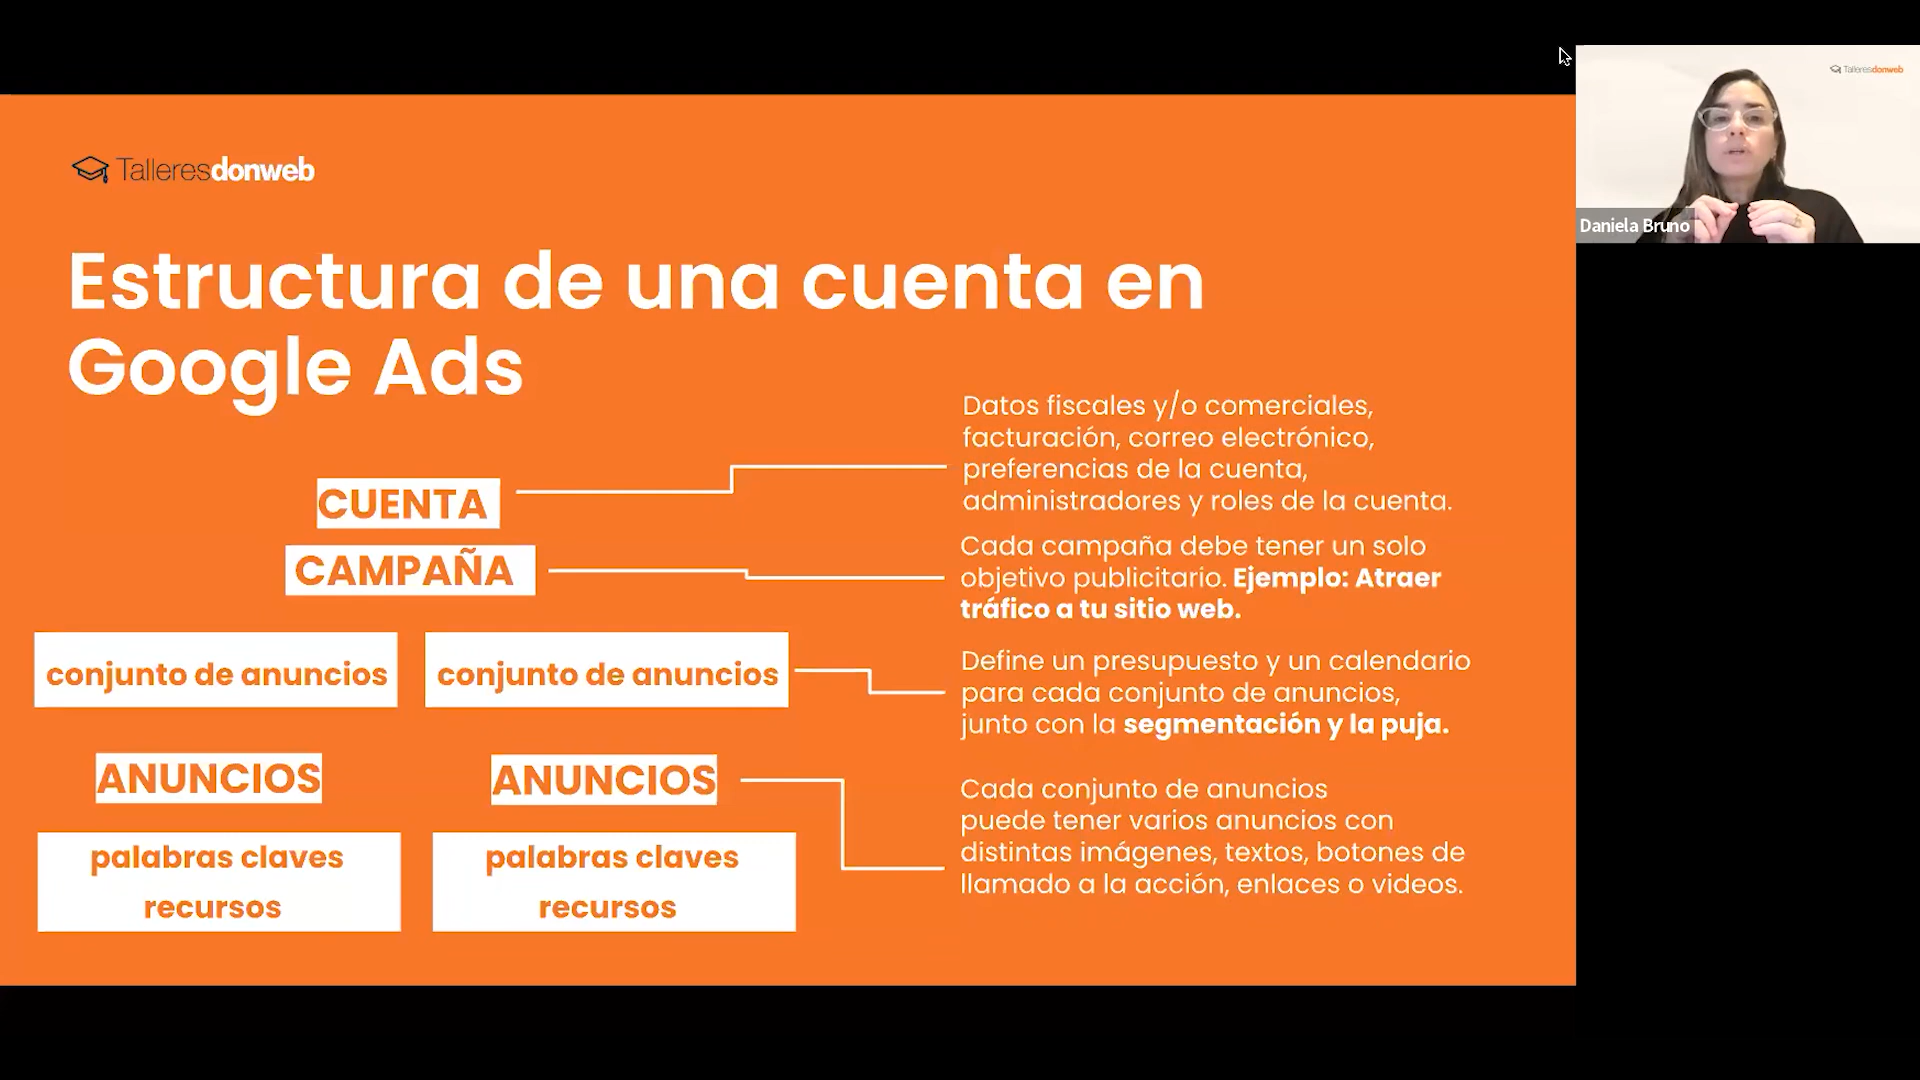 Talleresdonweb
Talleresdonweb
Daniela Bruno
Estructura de una cuenta en
Google Ads
CUENTA
Datos fiscales y/o comerciales,
facturación, correo electrónico,
preferencias de la cuenta,
administradores y roles de la cuenta.
CAMPAÑA
Cada campaña debe tener un solo
objetivo publicitario. Ejemplo: Atraer
tráfico a tu sitio web.
conjunto de anuncios
conjunto de anuncios
Define un presupuesto y un calendario
para cada conjunto de anuncios,
junto con la segmentación y la puja.
ANUNCIOS
ANUNCIOS
Cada conjunto de anuncios
puede tener varios anuncios con
distintas imágenes, textos, botones de
llamado a la acción, enlaces o videos.
palabras claves
recursos
palabras claves
recursos